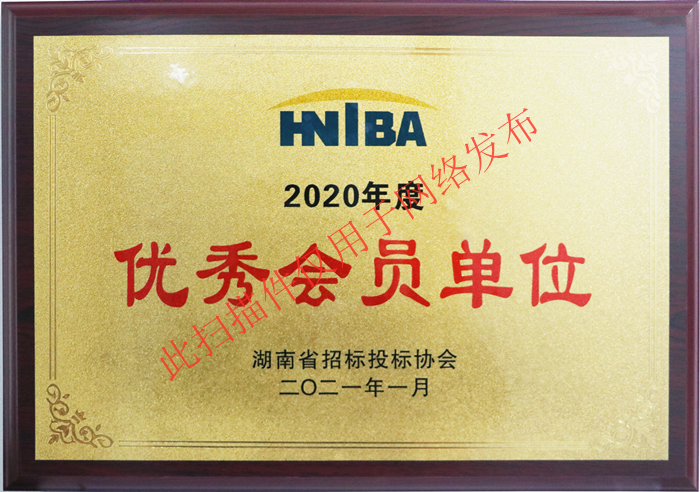 HNIBA
2020年度
优秀会员单位
湖南省招标投标协会
二〇二一年一月
此扫描件仅用于网络发布